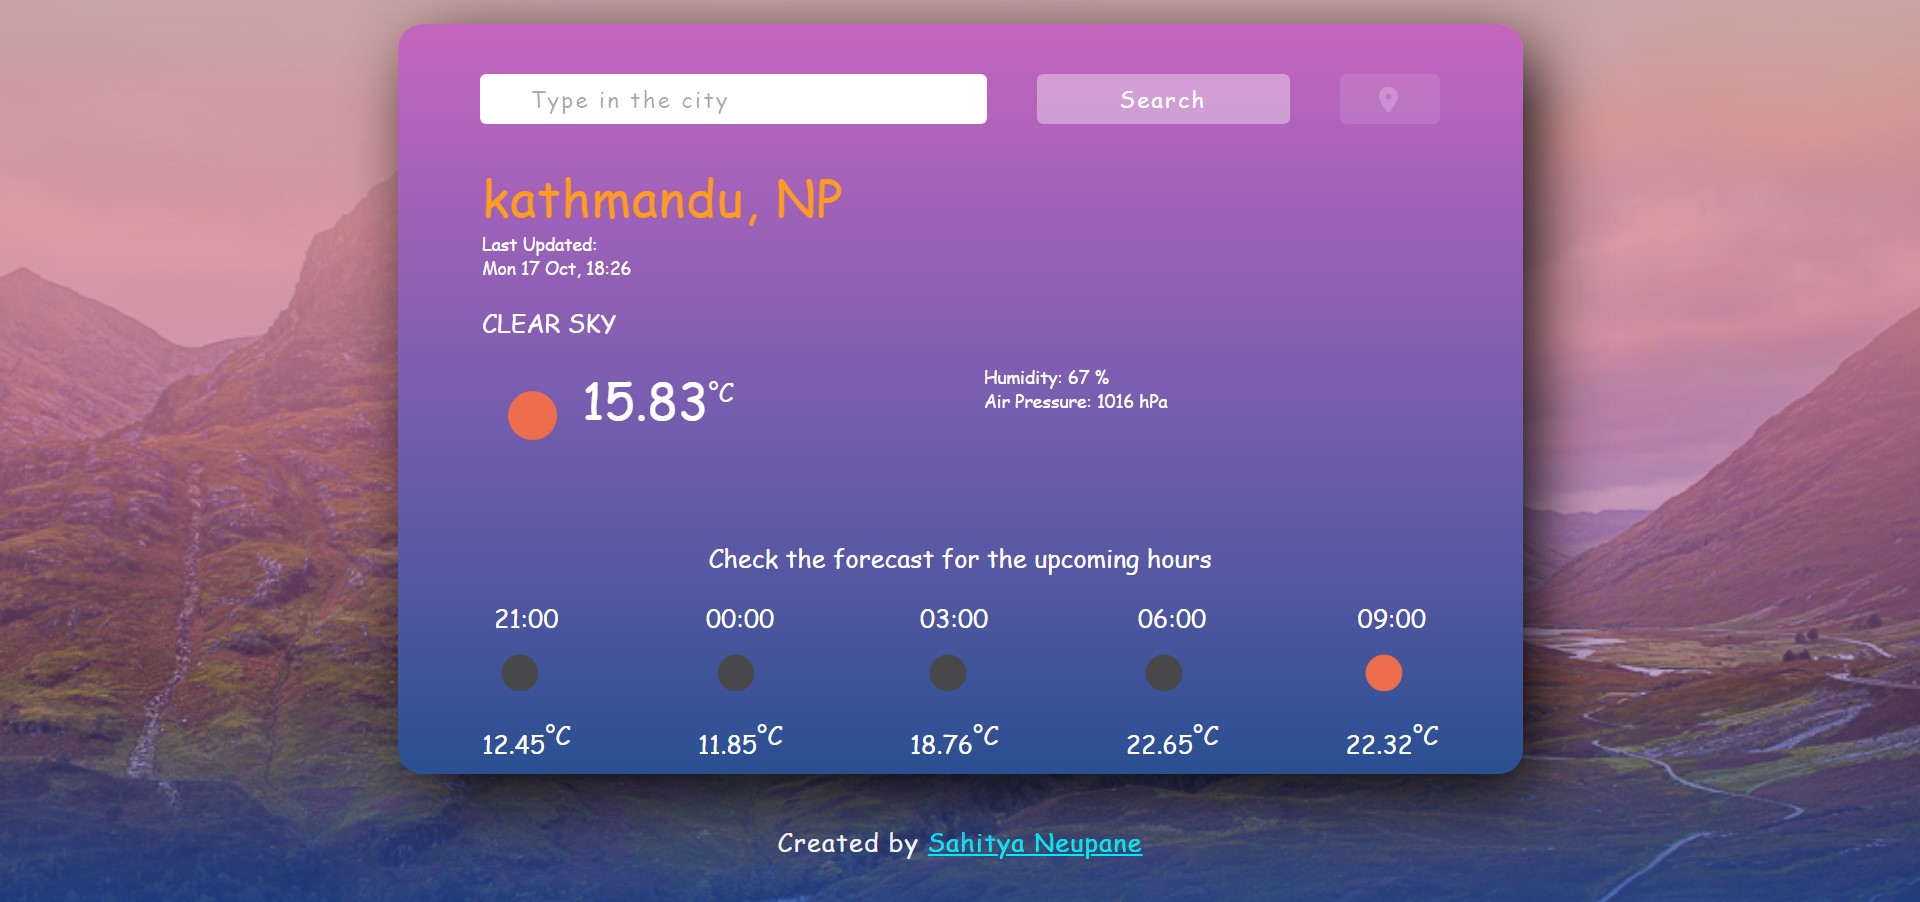 Type in the city
Search
kathmandu, NP
Last Updated:
Mon 17 Oct, 18:26
CLEAR SKY
15.83°C
Humidity: 67 %
Air Pressure: 1016 hPa
Check the forecast for the upcoming hours
21:00 00:00 03:00 06:00 09:00
12.45°C 11.85°C 18.76°C 22.65°C 22.32°C
Created by Sahitya Neupane